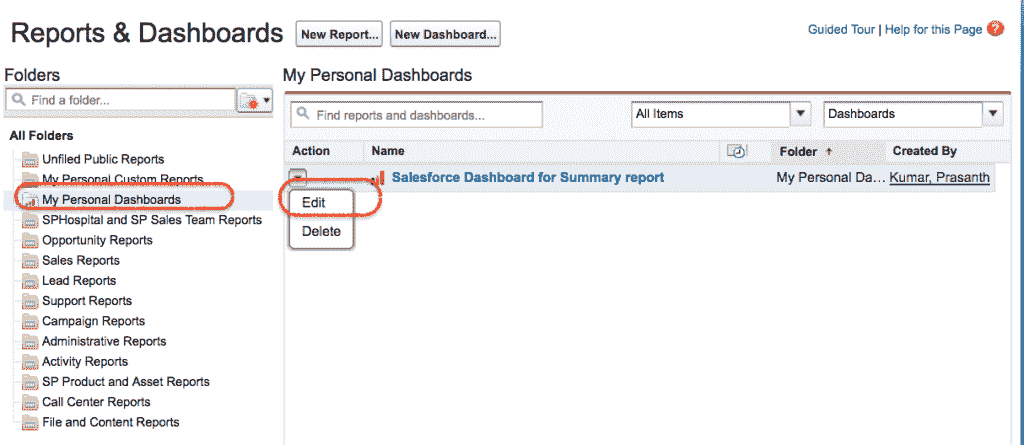 Reports & Dashboards
New Report...
New Dashboard...
Guided Tour | Help for this Page ?
Folders
Find a folder...
All Folders
Unfiled Public Reports
My Personal Custom Reports
My Personal Dashboards
SPHospital and SP Sales Team Reports
Opportunity Reports
Sales Reports
Lead Reports
Support Reports
Campaign Reports
Administrative Reports
Activity Reports
SP Product and Asset Reports
Call Center Reports
File and Content Reports
My Personal Dashboards
Find reports and dashboards...
All Items
Dashboards
Action Name Folder Created By
Salesforce Dashboard for Summary report My Personal Da... Kumar, Prasanth
Edit
Delete